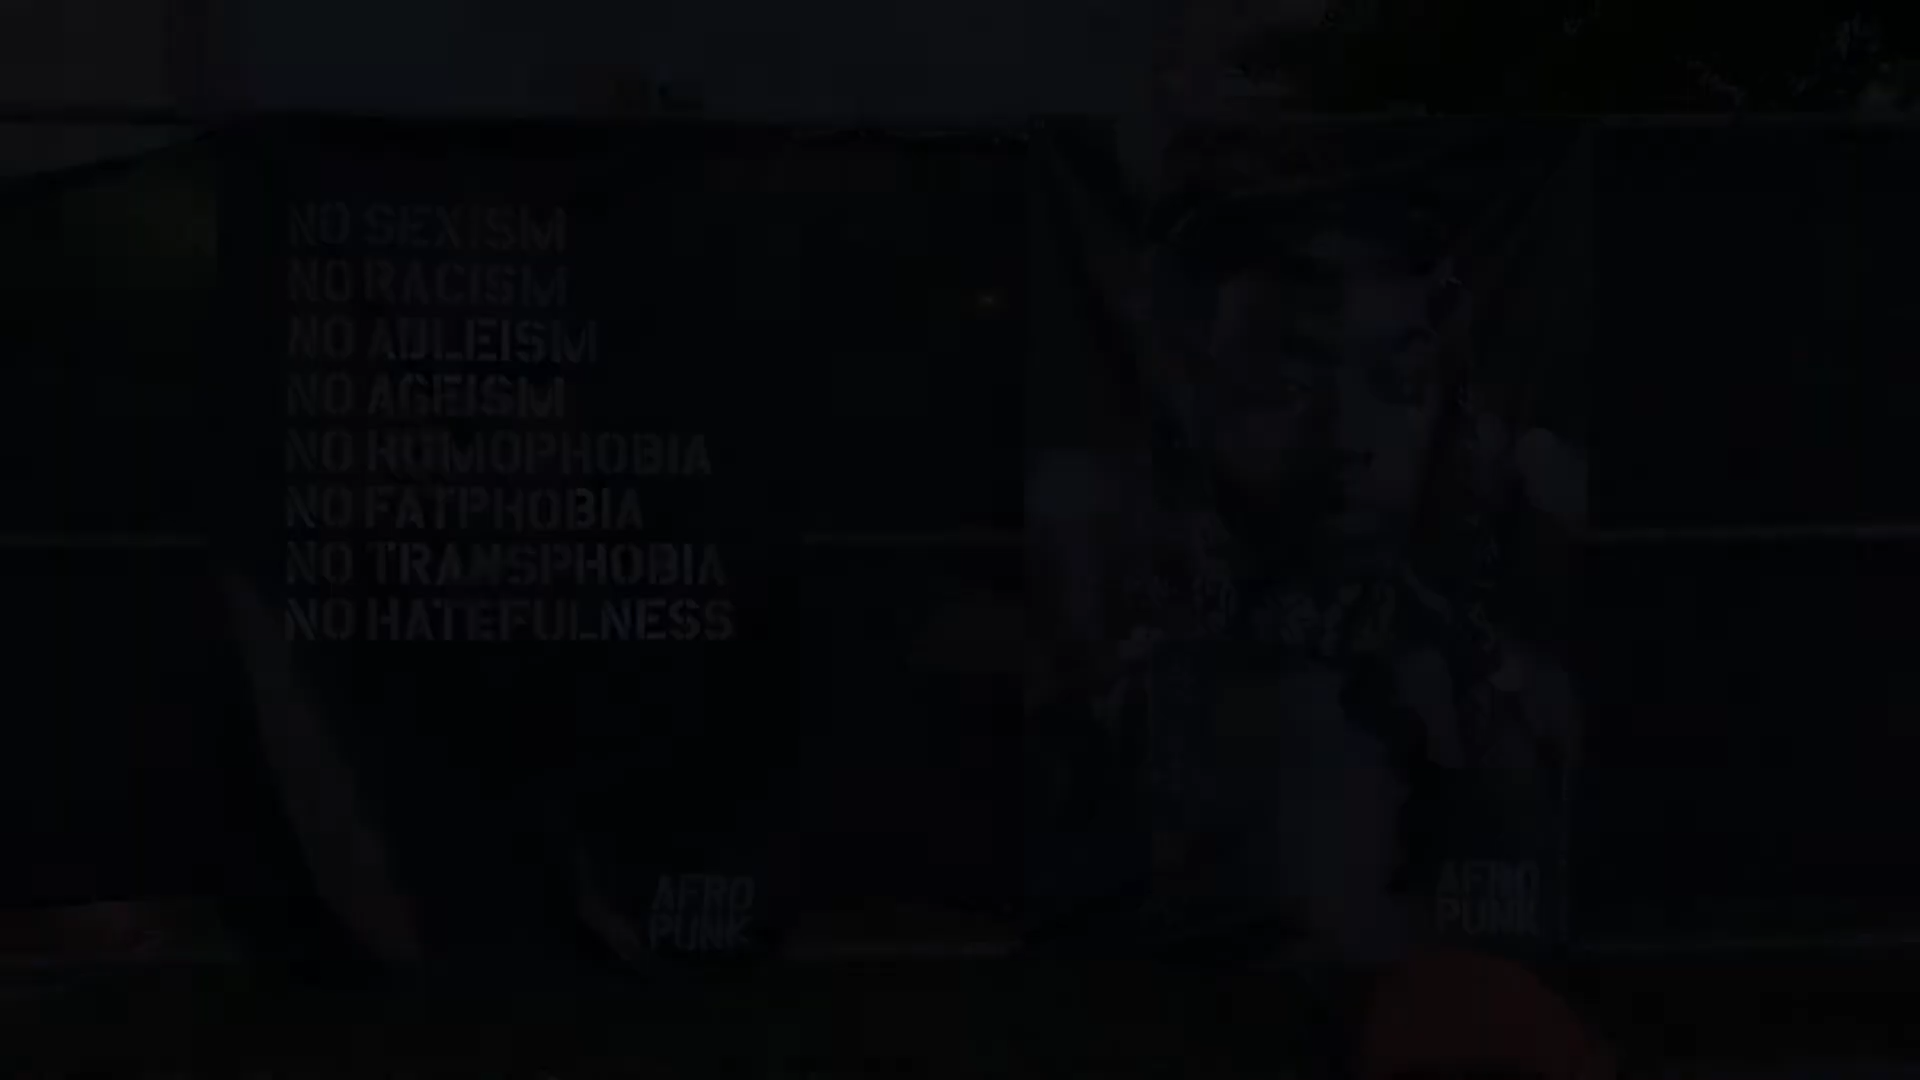 NO SEXISM
NO RACISM
NO ABLEISM
NO AGEISM
NO HOMOPHOBIA
NO FATPHOBIA
NO TRANSPHOBIA
NO HATEFULNESS
AFRO
PUNK
AFRO
PUNK